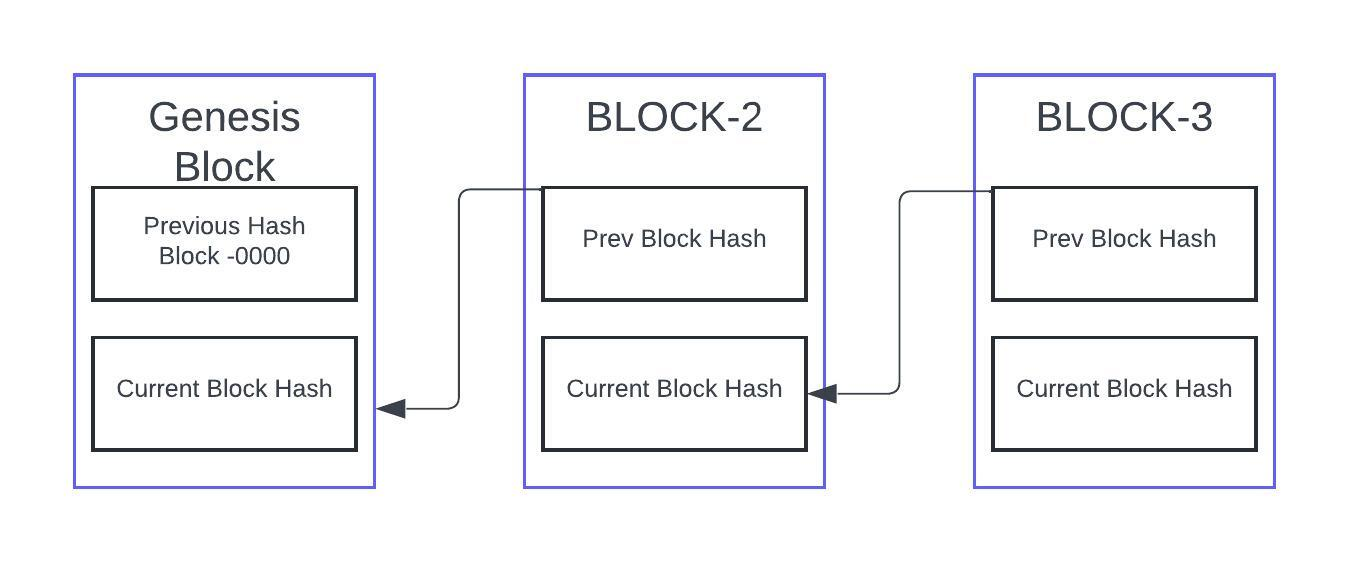 Genesis
Block
Previous Hash
Block -0000
Current Block Hash
BLOCK-2
Prev Block Hash
Current Block Hash
BLOCK-3
Prev Block Hash
Current Block Hash